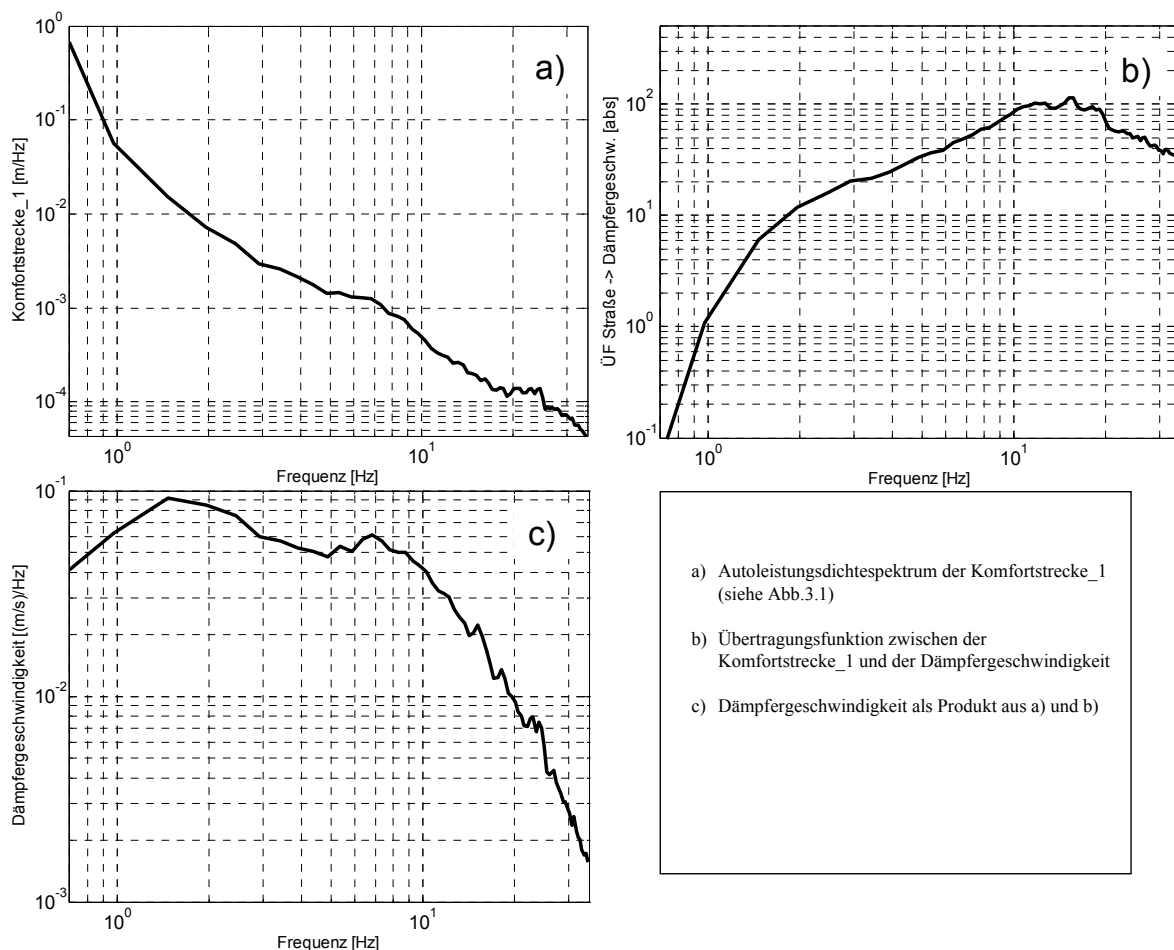 a)
Komfortstrecke_1 [m/Hz]
10^0
10^-1
10^-2
10^-3
10^-4
10^0
10^1
Frequenz [Hz]
b)
ÜF Straße -> Dämpfergeschw. [abs]
10^2
10^1
10^0
10^-1
10^0
10^1
Frequenz [Hz]
c)
Dämpfergeschwindigkeit [(m/s)/Hz]
10^-1
10^-2
10^-3
10^0
10^1
Frequenz [Hz]
a) Autoleistungsdichtespektrum der Komfortstrecke_1
(siehe Abb.3.1)
b) Übertragungsfunktion zwischen der
Komfortstrecke_1 und der Dämpfergeschwindigkeit
c) Dämpfergeschwindigkeit als Produkt aus a) und b)